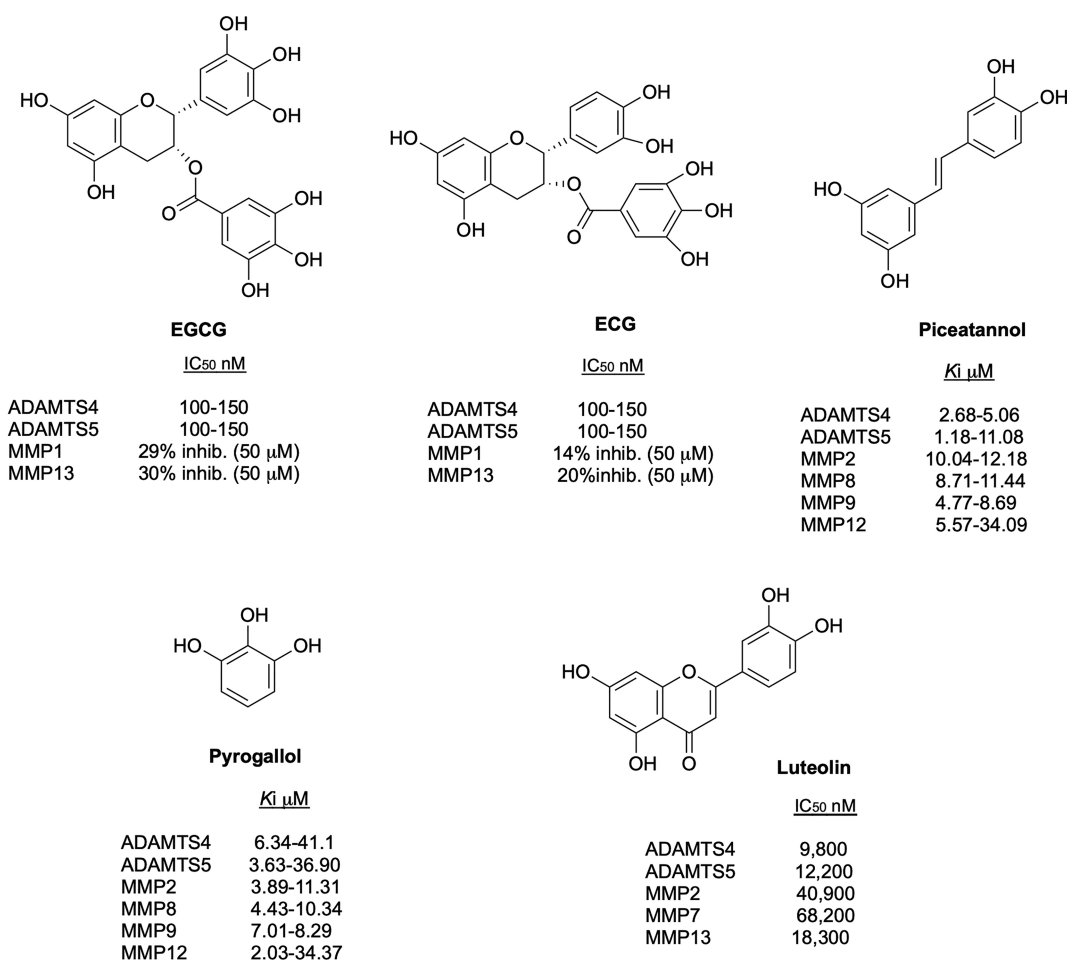 OH
OH
OH
HO
O
OH
O
O
OH
OH
OH
EGCG
IC50 nM
ADAMTS4 100-150
ADAMTS5 100-150
MMP1 29% inhib. (50 μM)
MMP13 30% inhib. (50 μM)
OH
OH
HO
O
OH
O
O
OH
OH
OH
ECG
IC50 nM
ADAMTS4 100-150
ADAMTS5 100-150
MMP1 14% inhib. (50 μM)
MMP13 20%inhib. (50 μM)
OH
OH
HO
OH
Piceatannol
Ki μM
ADAMTS4 2.68-5.06
ADAMTS5 1.18-11.08
MMP2 10.04-12.18
MMP8 8.71-11.44
MMP9 4.77-8.69
MMP12 5.57-34.09
OH
HO
OH
Pyrogallol
Ki μM
ADAMTS4 6.34-41.1
ADAMTS5 3.63-36.90
MMP2 3.89-11.31
MMP8 4.43-10.34
MMP9 7.01-8.29
MMP12 2.03-34.37
OH
OH
HO
O
OH
O
Luteolin
IC50 nM
ADAMTS4 9,800
ADAMTS5 12,200
MMP2 40,900
MMP7 68,200
MMP13 18,300